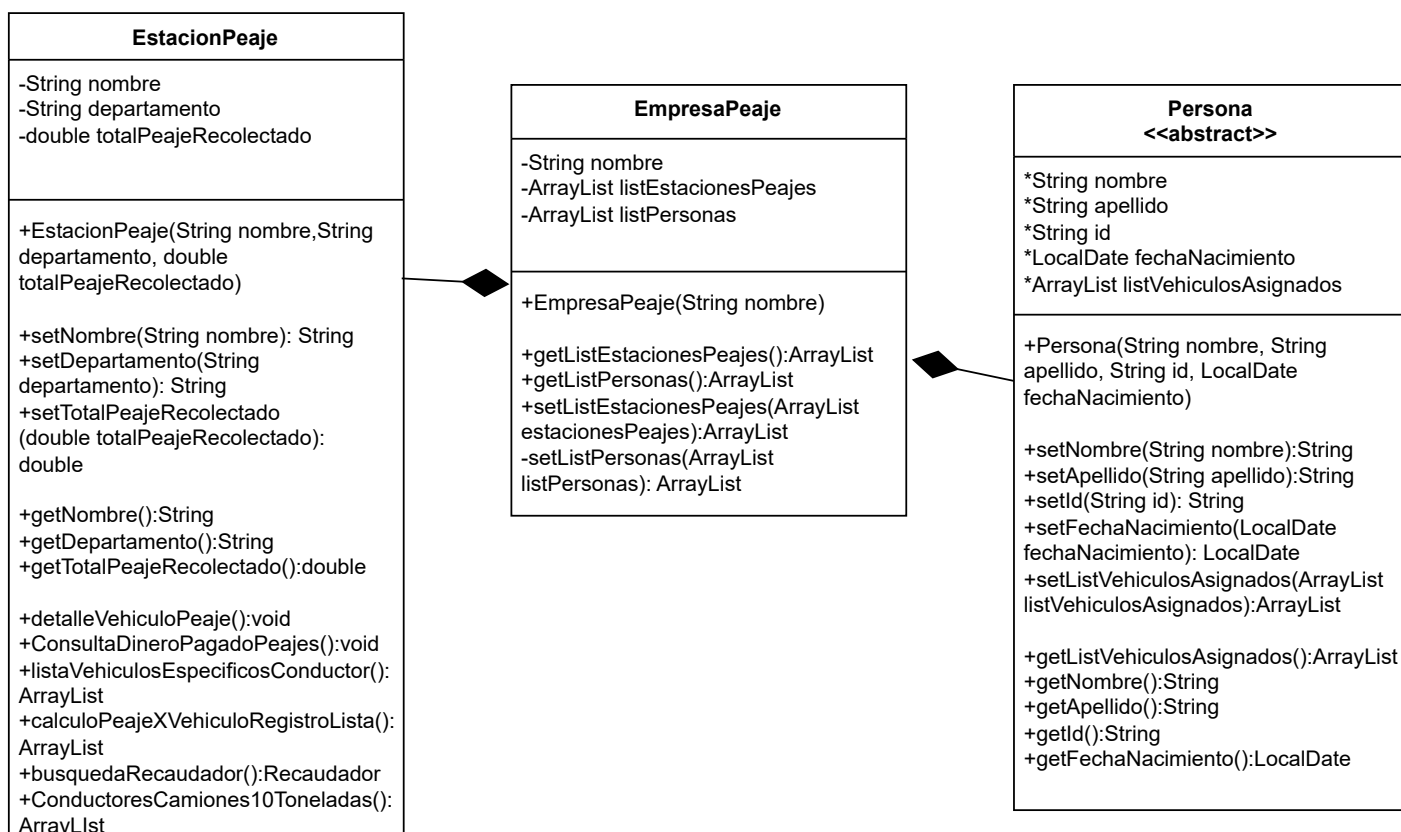 EstacionPeaje
-String nombre
-String departamento
-double totalPeajeRecolectado
+EstacionPeaje(String nombre,String
departamento, double
totalPeajeRecolectado)
+setNombre(String nombre): String
+setDepartamento(String
departamento): String
+setTotalPeajeRecolectado
(double totalPeajeRecolectado):
double
+getNombre():String
+getDepartamento():String
+getTotalPeajeRecolectado():double
+detalleVehiculoPeaje():void
+ConsultaDineroPagadoPeajes():void
+listaVehiculosEspecificosConductor():
ArrayList
+calculoPeajeXVehiculoRegistroLista():
ArrayList
+busquedaRecaudador():Recaudador
+ConductoresCamiones10Toneladas():
ArrayLIst
EmpresaPeaje
-String nombre
-ArrayList listEstacionesPeajes
-ArrayList listPersonas
+EmpresaPeaje(String nombre)
+getListEstacionesPeajes():ArrayList
+getListPersonas():ArrayList
+setListEstacionesPeajes(ArrayList
estacionesPeajes):ArrayList
-setListPersonas(ArrayList
listPersonas): ArrayList
Persona
<<abstract>>
*String nombre
*String apellido
*String id
*LocalDate fechaNacimiento
*ArrayList listVehiculosAsignados
+Persona(String nombre, String
apellido, String id, LocalDate
fechaNacimiento)
+setNombre(String nombre):String
+setApellido(String apellido):String
+setId(String id): String
+setFechaNacimiento(LocalDate
fechaNacimiento): LocalDate
+setListVehiculosAsignados(ArrayList
listVehiculosAsignados):ArrayList
+getListVehiculosAsignados():ArrayList
+getNombre():String
+getApellido():String
+getId():String
+getFechaNacimiento():LocalDate